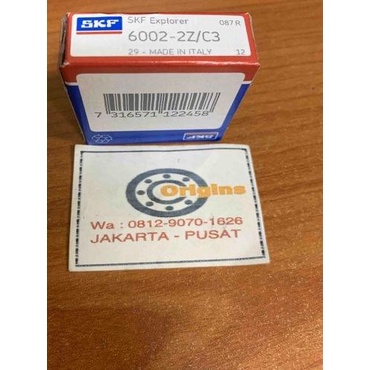 SKF
SKF Explorer
087 R
6002-2Z/C3
29 - MADE IN ITALY
12
7 316571 122458
SKF
Origins
Wa : 0812-9070-1626
JAKARTA - PUSAT